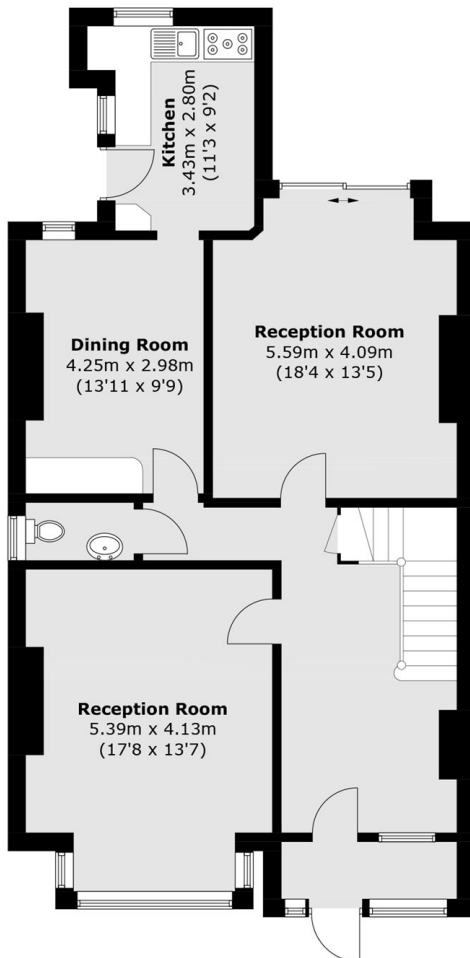 Kitchen
3.43m x 2.80m
(11'3 x 9'2)
Dining Room
4.25m x 2.98m
(13'11 x 9'9)
Reception Room
5.59m x 4.09m
(18'4 x 13'5)
Reception Room
5.39m x 4.13m
(17'8 x 13'7)